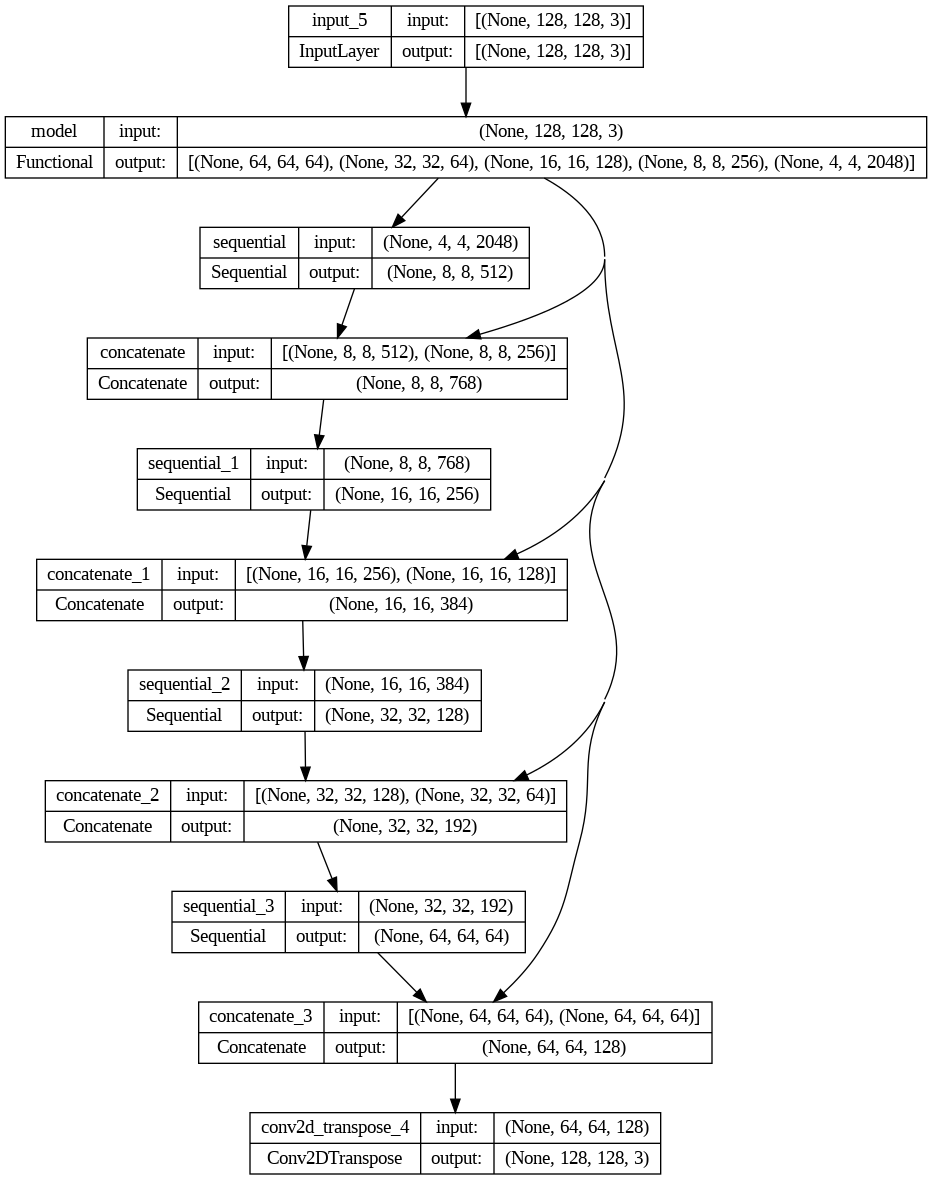 input_5 input: [(None, 128, 128, 3)]
InputLayer output: [(None, 128, 128, 3)]
model input: (None, 128, 128, 3)
Functional output: [(None, 64, 64, 64), (None, 32, 32, 64), (None, 16, 16, 128), (None, 8, 8, 256), (None, 4, 4, 2048)]
sequential input: (None, 4, 4, 2048)
Sequential output: (None, 8, 8, 512)
concatenate input: [(None, 8, 8, 512), (None, 8, 8, 256)]
Concatenate output: (None, 8, 8, 768)
sequential_1 input: (None, 8, 8, 768)
Sequential output: (None, 16, 16, 256)
concatenate_1 input: [(None, 16, 16, 256), (None, 16, 16, 128)]
Concatenate output: (None, 16, 16, 384)
sequential_2 input: (None, 16, 16, 384)
Sequential output: (None, 32, 32, 128)
concatenate_2 input: [(None, 32, 32, 128), (None, 32, 32, 64)]
Concatenate output: (None, 32, 32, 192)
sequential_3 input: (None, 32, 32, 192)
Sequential output: (None, 64, 64, 64)
concatenate_3 input: [(None, 64, 64, 64), (None, 64, 64, 64)]
Concatenate output: (None, 64, 64, 128)
conv2d_transpose_4 input: (None, 64, 64, 128)
Conv2DTranspose output: (None, 128, 128, 3)